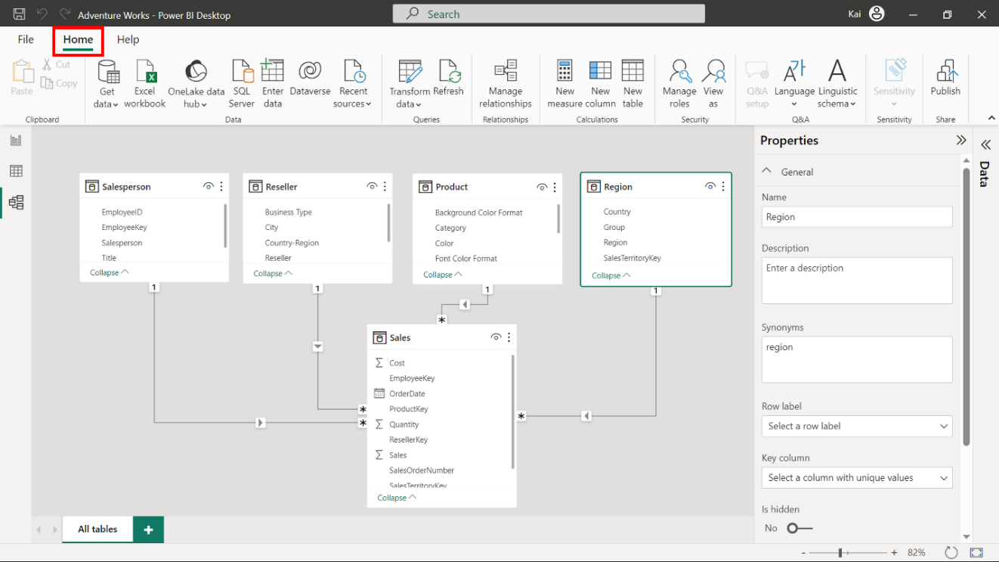 Adventure Works - Power BI Desktop
Search
Kai
File
Home
Help
Paste
Cut
Copy
Clipboard
Get
data
Excel
workbook
OneLake data
hub
SQL
Server
Enter
data
Dataverse
Recent
sources
Data
Transform
data
Refresh
Queries
Manage
relationships
Relationships
New
measure
New
column
New
table
Calculations
Manage
roles
View
as
Security
Q&A
setup
Language
Linguistic
schema
Q&A
Sensitivity
Sensitivity
Publish
Share
Salesperson
EmployeeID
EmployeeKey
Salesperson
Title
Collapse
1
Reseller
Business Type
City
Country-Region
Reseller
Collapse
1
Product
Background Color Format
Category
Color
Font Color Format
Collapse
1
*
Region
Country
Group
Region
SalesTerritoryKey
Collapse
1
Sales
Cost
EmployeeKey
OrderDate
ProductKey
Quantity
ResellerKey
Sales
SalesOrderNumber
SalesTerritoryKey
Collapse
*
*
*
Properties
General
Name
Region
Description
Enter a description
Synonyms
region
Row label
Select a row label
Key column
Select a column with unique values
Is hidden
No
Data
All tables
+
- + 82%